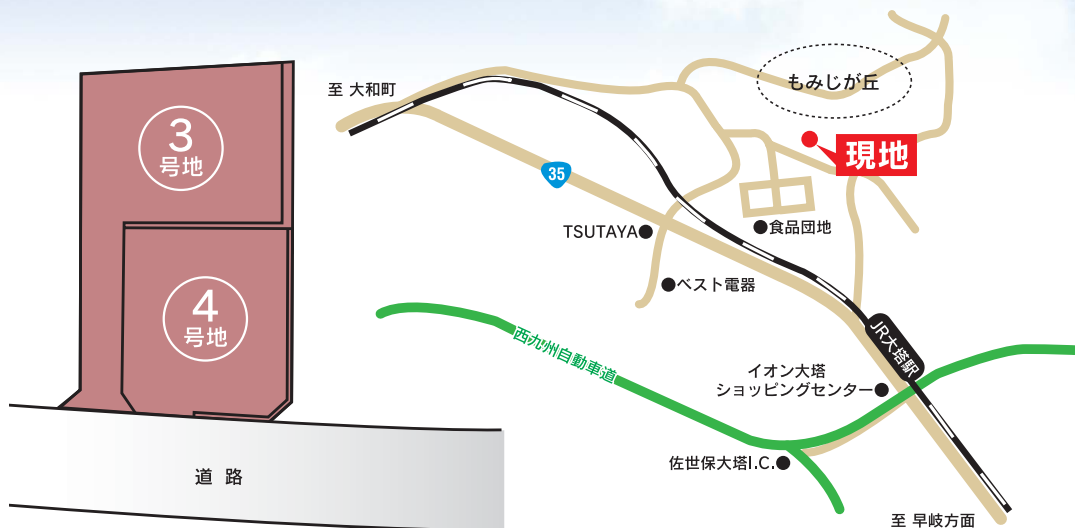 3
号地
4
号地
道路
至 大和町
もみじが丘
現地
35
TSUTAYA
食品団地
ベスト電器
西九州自動車道
JR大塔駅
イオン大塔
ショッピングセンター
佐世保大塔I.C.
至 早岐方面